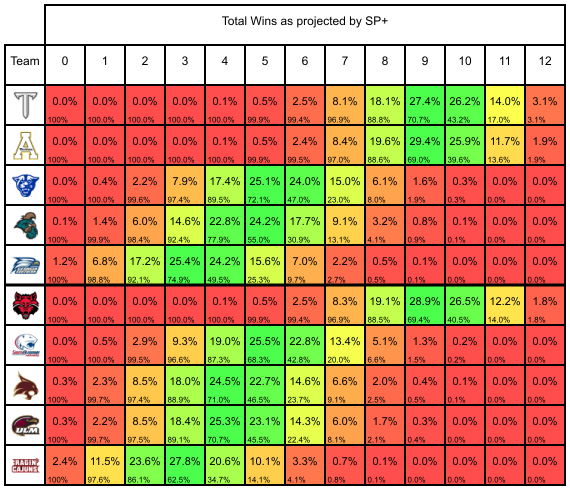 Total Wins as projected by SP+
Team 0 1 2 3 4 5 6 7 8 9 10 11 12
T 0.0% 0.0% 0.0% 0.0% 0.1% 0.5% 2.5% 8.1% 18.1% 27.4% 26.2% 14.0% 3.1%
100% 100.0% 100.0% 100.0% 100.0% 99.9% 99.4% 96.9% 88.8% 70.7% 43.2% 17.0% 3.1%
A 0.0% 0.0% 0.0% 0.0% 0.1% 0.5% 2.4% 8.4% 19.6% 29.4% 25.9% 11.7% 1.9%
100% 100.0% 100.0% 100.0% 100.0% 99.9% 99.5% 97.0% 88.6% 69.0% 39.6% 13.6% 1.9%
0.0% 0.4% 2.2% 7.9% 17.4% 25.1% 24.0% 15.0% 6.1% 1.6% 0.3% 0.0% 0.0%
100% 100.0% 99.6% 97.4% 89.5% 72.1% 47.0% 23.0% 8.0% 1.9% 0.3% 0.0% 0.0%
0.1% 1.4% 6.0% 14.6% 22.8% 24.2% 17.7% 9.1% 3.2% 0.8% 0.1% 0.0% 0.0%
100% 99.9% 98.4% 92.4% 77.9% 55.0% 30.9% 13.1% 4.1% 0.9% 0.1% 0.0% 0.0%
1.2% 6.8% 17.2% 25.4% 24.2% 15.6% 7.0% 2.2% 0.5% 0.1% 0.0% 0.0% 0.0%
100% 98.8% 92.1% 74.9% 49.5% 25.3% 9.7% 2.7% 0.5% 0.1% 0.0% 0.0% 0.0%
0.0% 0.0% 0.0% 0.0% 0.1% 0.5% 2.5% 8.3% 19.1% 28.9% 26.5% 12.2% 1.8%
100% 100.0% 100.0% 100.0% 100.0% 99.9% 99.4% 96.9% 88.5% 69.4% 40.5% 14.0% 1.8%
0.0% 0.5% 2.9% 9.3% 19.0% 25.5% 22.8% 13.4% 5.1% 1.3% 0.2% 0.0% 0.0%
100% 100.0% 99.5% 96.6% 87.3% 68.3% 42.8% 20.0% 6.6% 1.5% 0.2% 0.0% 0.0%
0.3% 2.3% 8.5% 18.0% 24.5% 22.7% 14.6% 6.6% 2.0% 0.4% 0.1% 0.0% 0.0%
100% 99.7% 97.4% 88.9% 71.0% 46.5% 23.7% 9.1% 2.5% 0.5% 0.1% 0.0% 0.0%
ULM 0.3% 2.2% 8.5% 18.4% 25.3% 23.1% 14.3% 6.0% 1.7% 0.3% 0.0% 0.0% 0.0%
100% 99.7% 97.5% 89.1% 70.7% 45.5% 22.4% 8.1% 2.1% 0.4% 0.0% 0.0% 0.0%
RAGIN CAJUNS 2.4% 11.5% 23.6% 27.8% 20.6% 10.1% 3.3% 0.7% 0.1% 0.0% 0.0% 0.0% 0.0%
100% 97.6% 86.1% 62.5% 34.7% 14.1% 4.1% 0.8% 0.1% 0.0% 0.0% 0.0% 0.0%